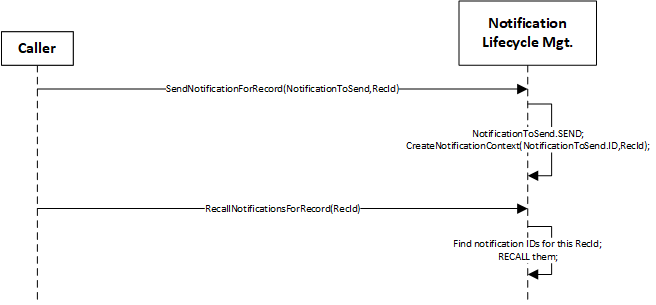 Caller
Notification
Lifecycle Mgt.
SendNotificationForRecord(NotificationToSend,RecId)
NotificationToSend.SEND;
CreateNotificationContext(NotificationToSend.ID,RecId);
RecallNotificationsForRecord(RecId)
Find notification IDs for this RecId;
RECALL them;